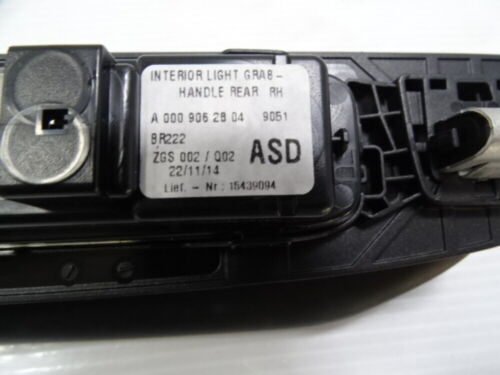 INTERIOR LIGHT GRAB-
HANDLE REAR RH
A 000 906 28 04 9051
BR222
ZGS 002 / Q02 ASD
22/11/14
Lief. - Nr.: 15439094